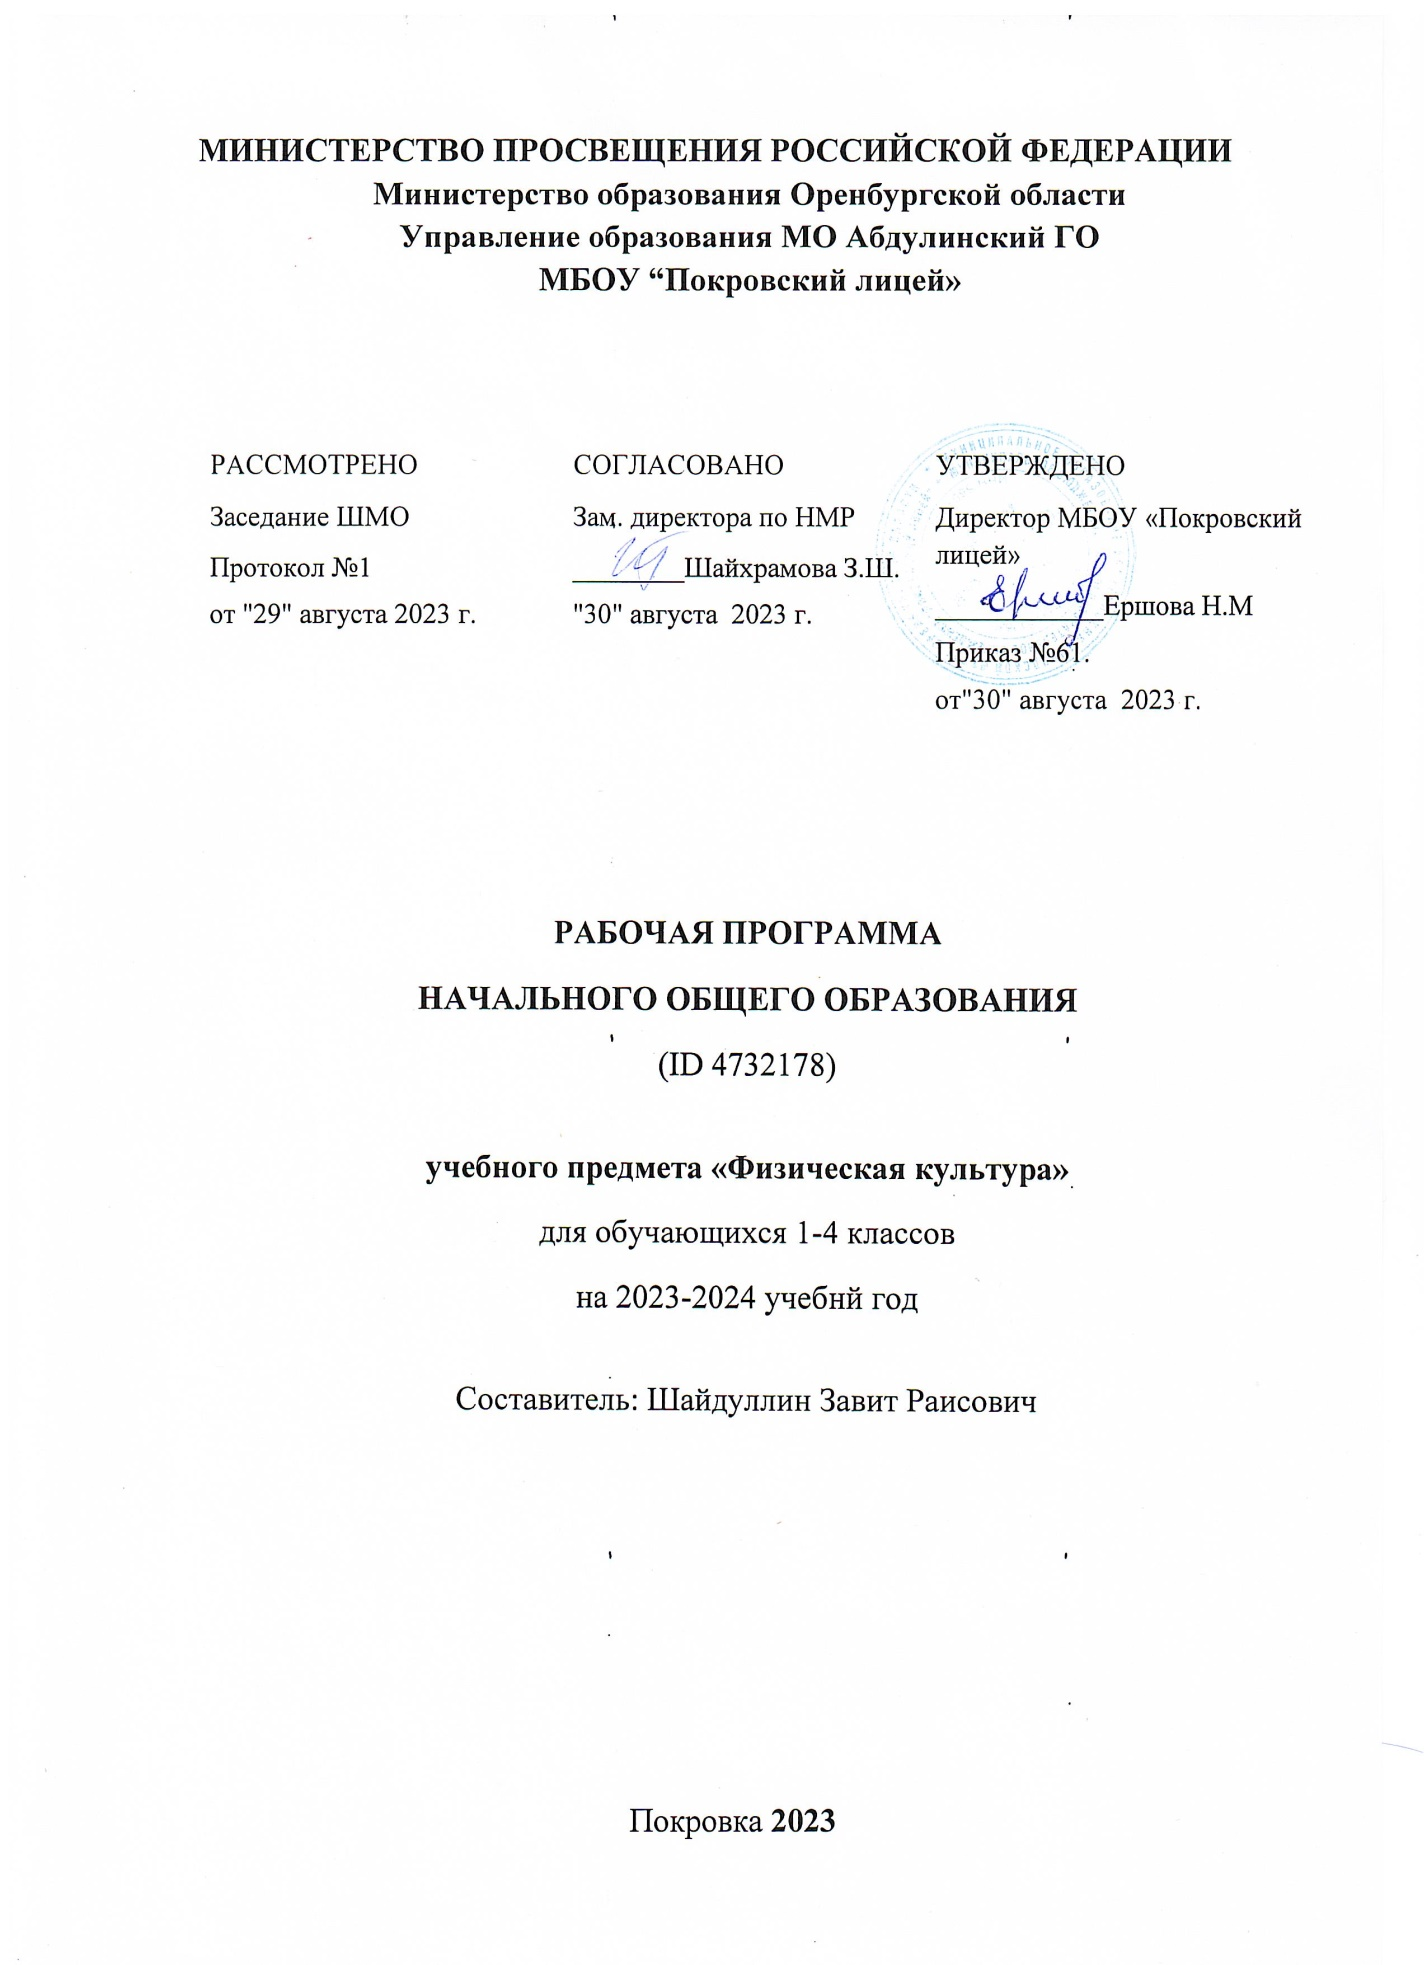 МИНИСТЕРСТВО ПРОСВЕЩЕНИЯ РОССИЙСКОЙ ФЕДЕРАЦИИ
Министерство образования Оренбургской области
Управление образования МО Абдулинский ГО
МБОУ “Покровский лицей»
РАССМОТРЕНО
Заседание ШМО
Протокол №1
от "29" августа 2023 г.
СОГЛАСОВАНО
Зам. директора по НМР
________Шайхрамова З.Ш.
"30" августа 2023 г.
УТВЕРЖДЕНО
Директор МБОУ «Покровский
лицей»
____________Ершова Н.М
Приказ №61.
от"30" августа 2023 г.
РАБОЧАЯ ПРОГРАММА
НАЧАЛЬНОГО ОБЩЕГО ОБРАЗОВАНИЯ
(ID 4732178)
учебного предмета «Физическая культура»
для обучающихся 1-4 классов
на 2023-2024 учебнй год
Составитель: Шайдуллин Завит Раисович
Покровка 2023